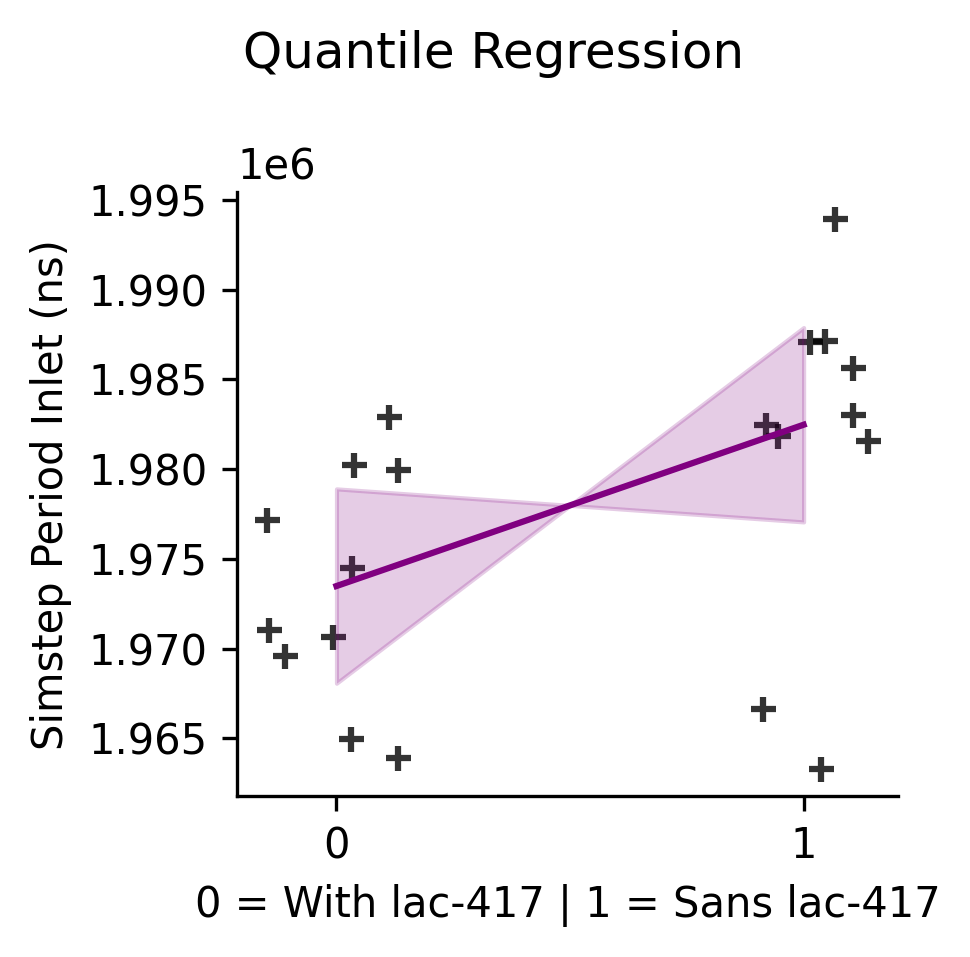 Quantile Regression
1e6
1.995
1.990
1.985
1.980
1.975
1.970
1.965
Simstep Period Inlet (ns)
0 1
0 = With lac-417 | 1 = Sans lac-417